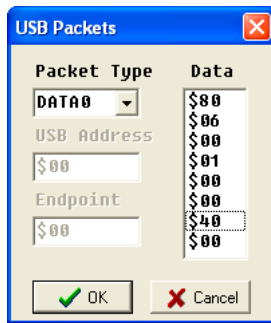 USB Packets
Packet Type
DATA0
USB Address
$00
Endpoint
$00
Data
$80
$06
$00
$01
$00
$00
$40
$00
OK
Cancel